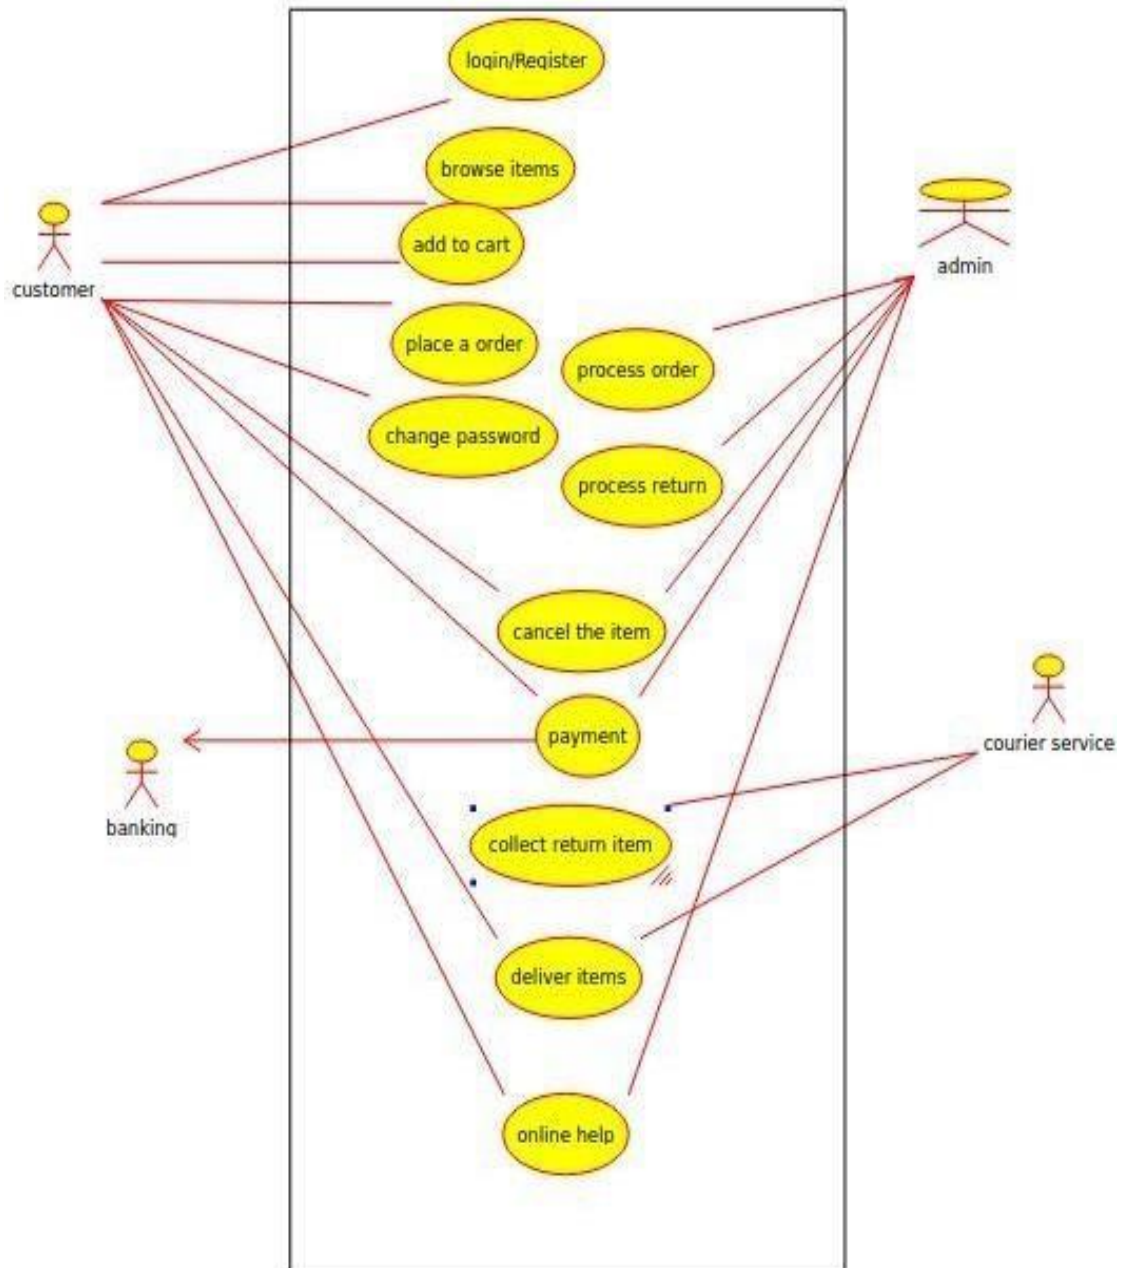 login/Register
browse items
add to cart
customer
admin
place a order
process order
change password
process return
cancel the item
payment
courier service
banking
collect return item
deliver items
online help